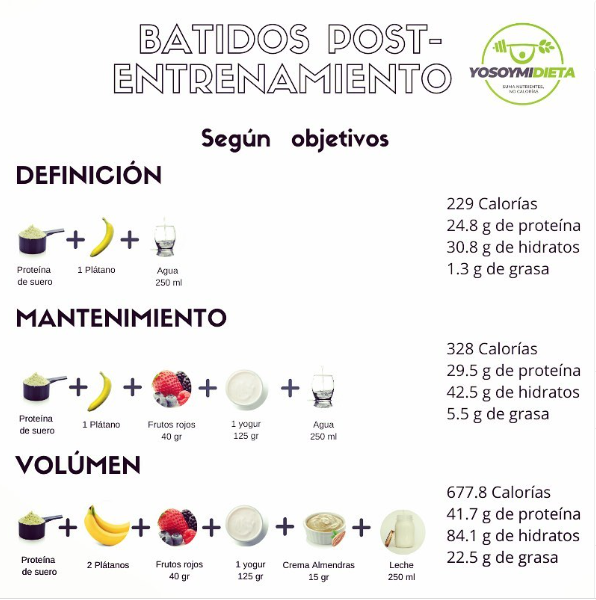 BATIDOS POST-
ENTRENAMIENTO
YOSOYMIDIETA
SUMA NUTRIENTES,
NO CALORÍAS
Según objetivos
DEFINICIÓN
Proteína
de suero
1 Plátano
Agua
250 ml
229 Calorías
24.8 g de proteína
30.8 g de hidratos
1.3 g de grasa
MANTENIMIENTO
Proteína
de suero
1 Plátano
Frutos rojos
40 gr
1 yogur
125 gr
Agua
250 ml
328 Calorías
29.5 g de proteína
42.5 g de hidratos
5.5 g de grasa
VOLÚMEN
Proteína
de suero
2 Plátanos
Frutos rojos
40 gr
1 yogur
125 gr
Crema Almendras
15 gr
Leche
250 ml
677.8 Calorías
41.7 g de proteína
84.1 g de hidratos
22.5 g de grasa